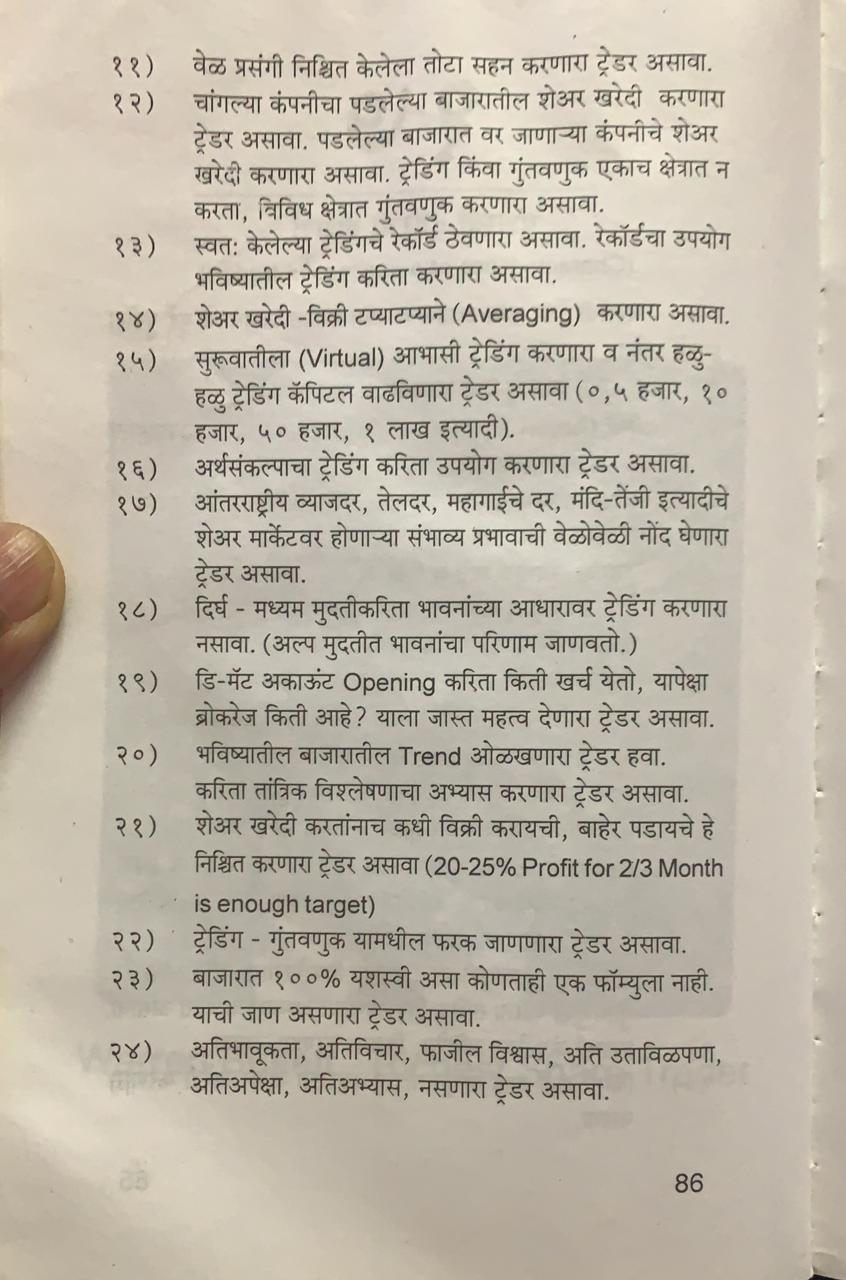 ११) वेळ प्रसंगी निश्चित केलेला तोटा सहन करणारा ट्रेडर असावा.
१२) चांगल्या कंपनीचा पडलेल्या बाजारातील शेअर खरेदी करणारा
ट्रेडर असावा. पडलेल्या बाजारात वर जाणाऱ्या कंपनीचे शेअर
खरेदी करणारा असावा. ट्रेडिंग किंवा गुंतवणुक एकाच क्षेत्रात न
करता, विविध क्षेत्रात गुंतवणुक करणारा असावा.
१३) स्वत: केलेल्या ट्रेडिंगचे रेकॉर्ड ठेवणारा असावा. रेकॉर्डचा उपयोग
भविष्यातील ट्रेडिंग करिता करणारा असावा.
१४) शेअर खरेदी -विक्री टप्याटप्याने (Averaging) करणारा असावा.
१५) सुरूवातीला (Virtual) आभासी ट्रेडिंग करणारा व नंतर हळु-
हळु ट्रेडिंग कॅपिटल वाढविणारा ट्रेडर असावा (०,५ हजार, १०
हजार, ५० हजार, १ लाख इत्यादी).
१६) अर्थसंकल्पाचा ट्रेडिंग करिता उपयोग करणारा ट्रेडर असावा.
१७) आंतरराष्ट्रीय व्याजदर, तेलदर, महागाईचे दर, मंदि-तेंजी इत्यादीचे
शेअर मार्केटवर होणाऱ्या संभाव्य प्रभावाची वेळोवेळी नोंद घेणारा
ट्रेडर असावा.
१८) दिर्घ - मध्यम मुदतीकरिता भावनांच्या आधारावर ट्रेडिंग करणारा
नसावा. (अल्प मुदतीत भावनांचा परिणाम जाणवतो.)
१९) डि-मॅट अकाऊंट Opening करिता किती खर्च येतो, यापेक्षा
ब्रोकरेज किती आहे? याला जास्त महत्व देणारा ट्रेडर असावा.
२०) भविष्यातील बाजारातील Trend ओळखणारा ट्रेडर हवा.
करिता तांत्रिक विश्लेषणाचा अभ्यास करणारा ट्रेडर असावा.
२१) शेअर खरेदी करतांनाच कधी विक्री करायची, बाहेर पडायचे हे
निश्चित करणारा ट्रेडर असावा (20-25% Profit for 2/3 Month
is enough target)
२२) ट्रेडिंग - गुंतवणुक यामधील फरक जाणणारा ट्रेडर असावा.
२३) बाजारात १००% यशस्वी असा कोणताही एक फॉम्युला नाही.
याची जाण असणारा ट्रेडर असावा.
२४) अतिभावूकता, अतिविचार, फाजील विश्वास, अति उताविळपणा,
अतिअपेक्षा, अतिअभ्यास, नसणारा ट्रेडर असावा.
86